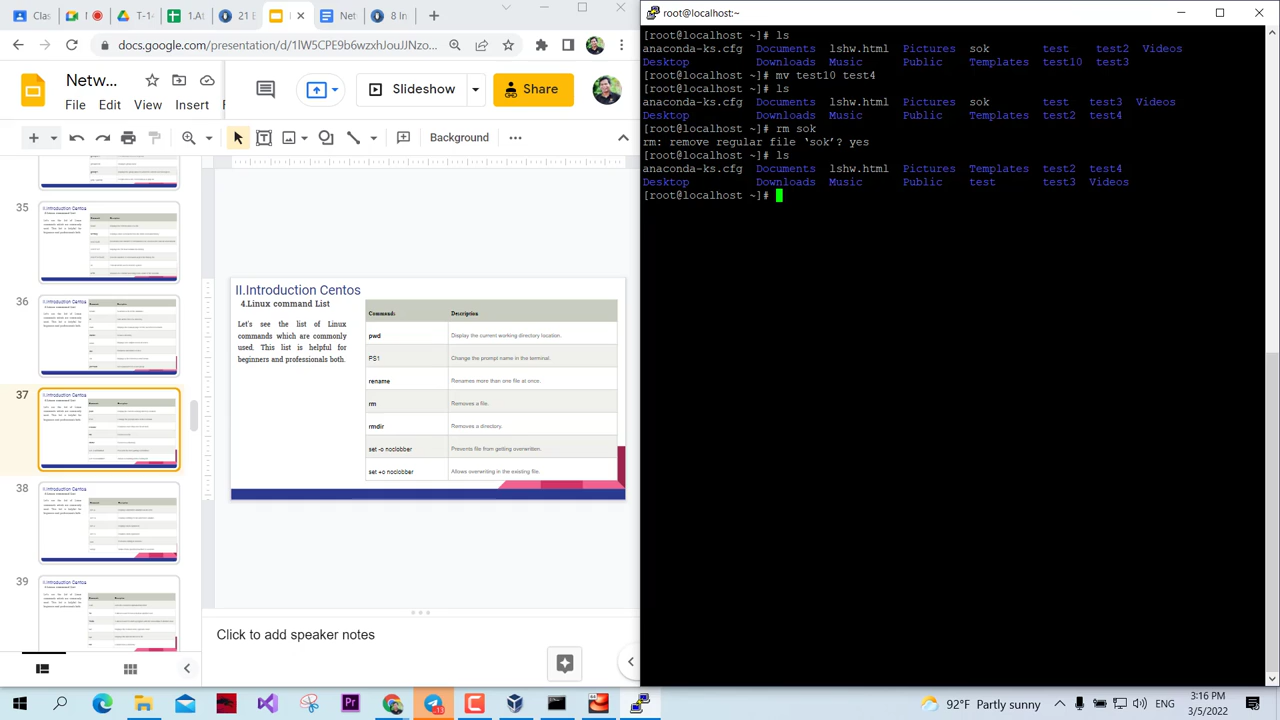 Clas
slid
root@localhost:~
docs.google.com/presentation/d/1IW5CPE9b6wzxhJouJJNZo...
Netw
File
Edit
Slideshow
Share
Background
[root@localhost ~]# ls
anaconda-ks.cfg Documents lshw.html Pictures sok test test2 Videos
Desktop Downloads Music Public Templates test10 test3
[root@localhost ~]# mv test10 test4
[root@localhost ~]# ls
anaconda-ks.cfg Documents lshw.html Pictures sok test test3 Videos
Desktop Downloads Music Public Templates test2 test4
[root@localhost ~]# rm sok
rm: remove regular file ‘sok’? yes
[root@localhost ~]# ls
anaconda-ks.cfg Documents lshw.html Pictures Templates test2 test4
Desktop Downloads Music Public test test3 Videos
[root@localhost ~]#
35
36
37
38
39
II.Introduction Centos
4.Linux command List
Let's see the list of Linux
commands which are commonly
used. This list is helpful for
beginners and professionals both.
Commands Description
pwd Display the current working directory location.
PS1 Change the prompt name in the terminal.
rename Renames more than one file at once.
rm Removes a file.
rmdir Removes a directory.
set -o noclobber Prevents file from getting overwritten.
set +o noclobber Allows overwriting in the existing file.
Click to add speaker notes
Pr
92°F Partly sunny
ENG
3:16 PM
3/5/2022